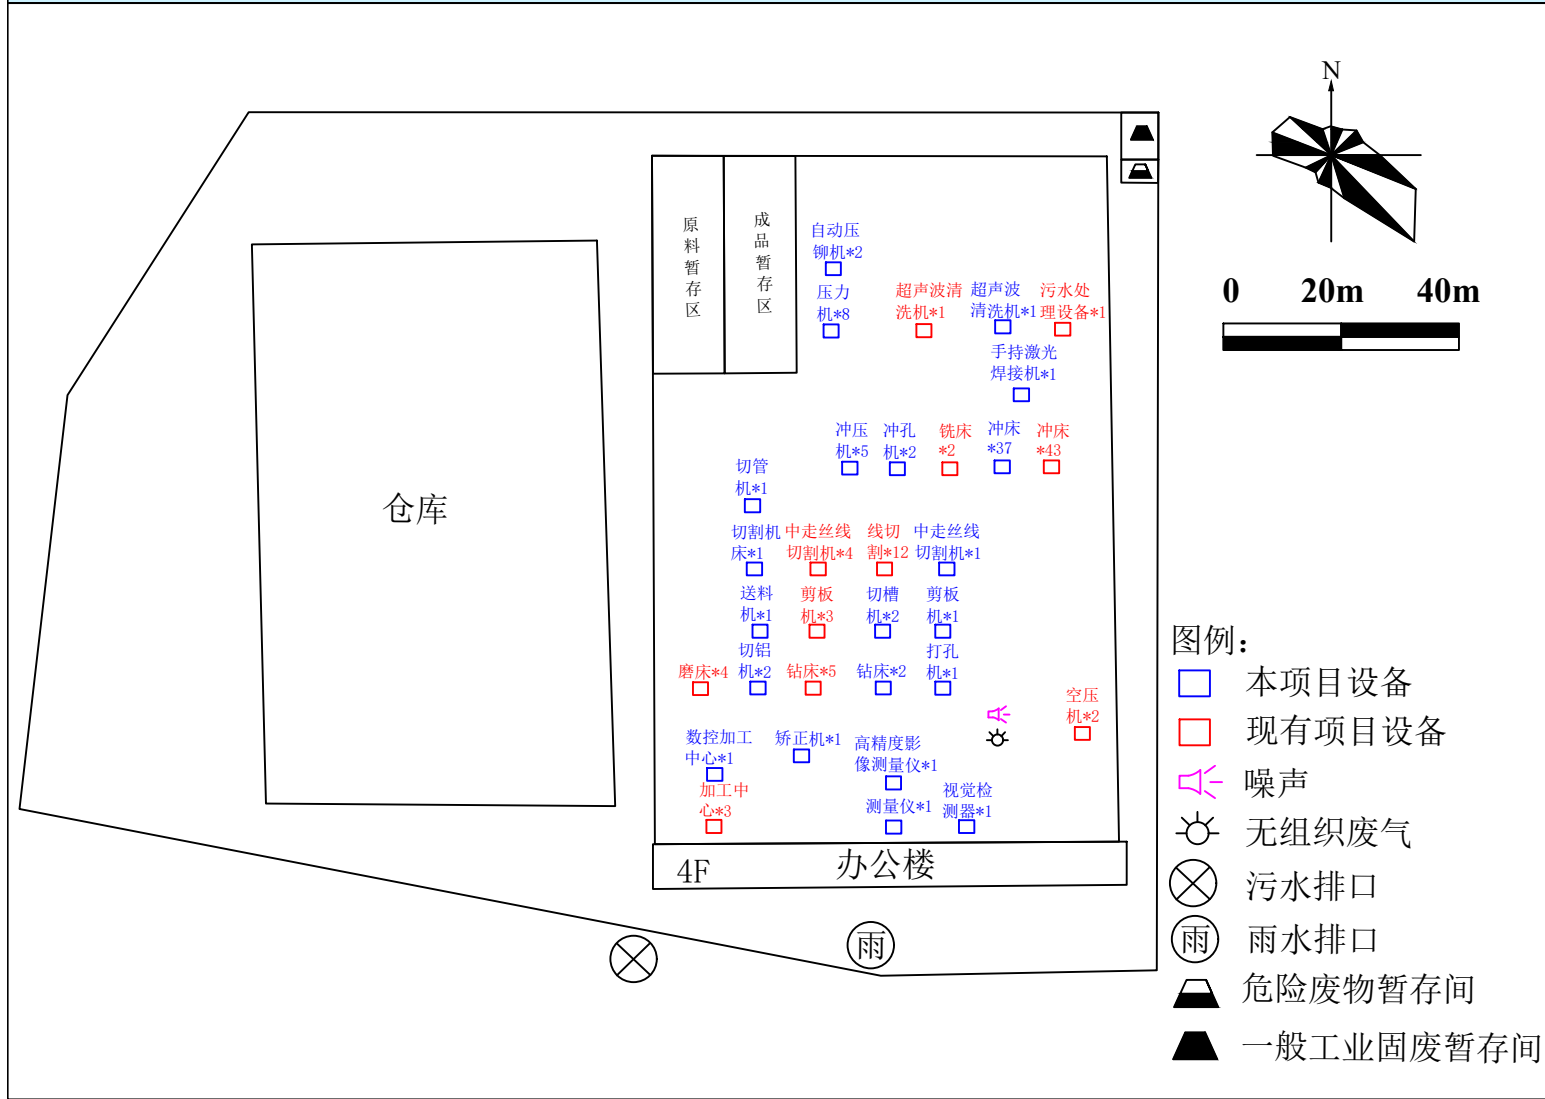 N
0 20m 40m
原料暂存区
成品暂存区
自动压
铆机*2
压力
机*8
超声波清
洗机*1
超声波
清洗机*1
污水处
理设备*1
手持激光
焊接机*1
冲压
机*5
冲孔
机*2
铣床
*2
冲床
*37
冲床
*43
切管
机*1
仓库
切割机
床*1
中走丝线
切割机*4
线切
割*12
中走丝线
切割机*1
送料
机*1
剪板
机*3
切槽
机*2
剪板
机*1
磨床*4
切铝
机*2
钻床*5
钻床*2
打孔
机*1
空压
机*2
数控加工
中心*1
矫正机*1
高精度影
像测量仪*1
加工中
心*3
测量仪*1
视觉检
测器*1
4F 办公楼
雨
图例：
本项目设备
现有项目设备
噪声
无组织废气
污水排口
雨 雨水排口
危险废物暂存间
一般工业固废暂存间